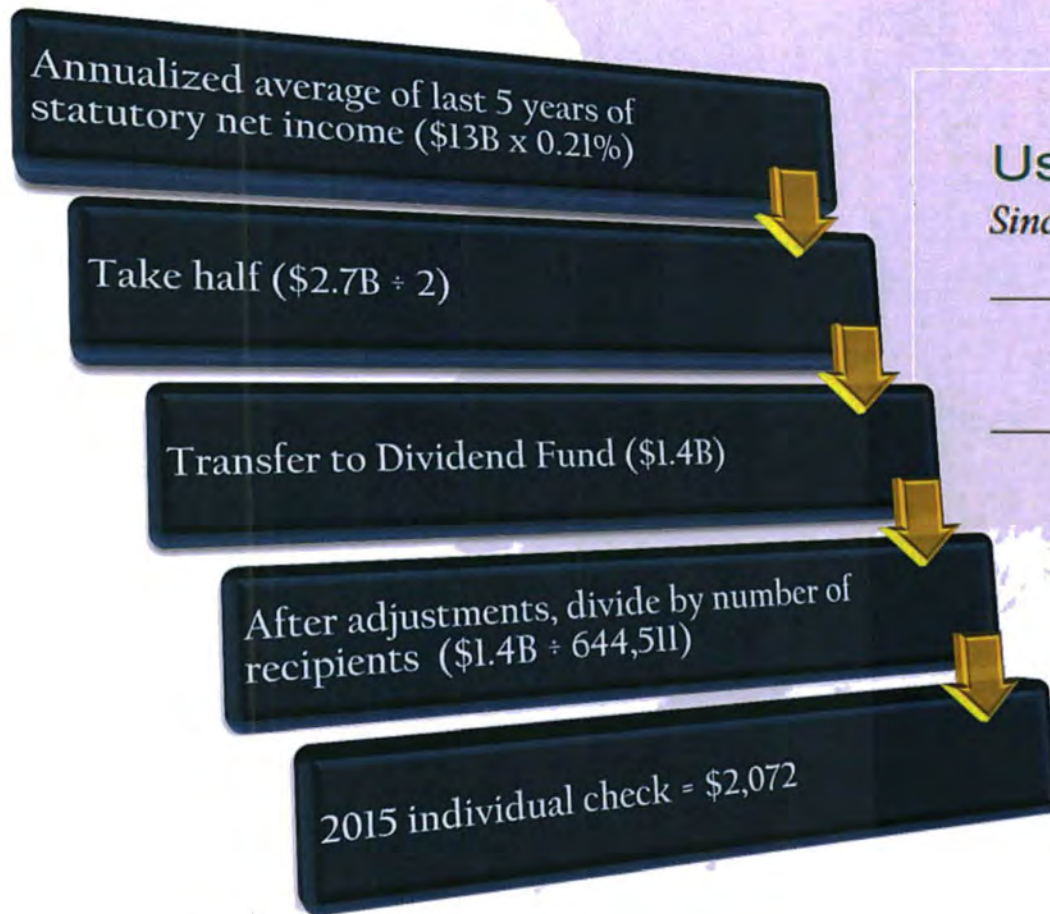 Annualized average of last 5 years of
statutory net income ($13B x 0.21%)
Take half ($2.7B ÷ 2)
Transfer to Dividend Fund ($1.4B)
After adjustments, divide by number of
recipients ($1.4B ÷ 644,511)
2015 individual check = $2,072
Us
Sinc